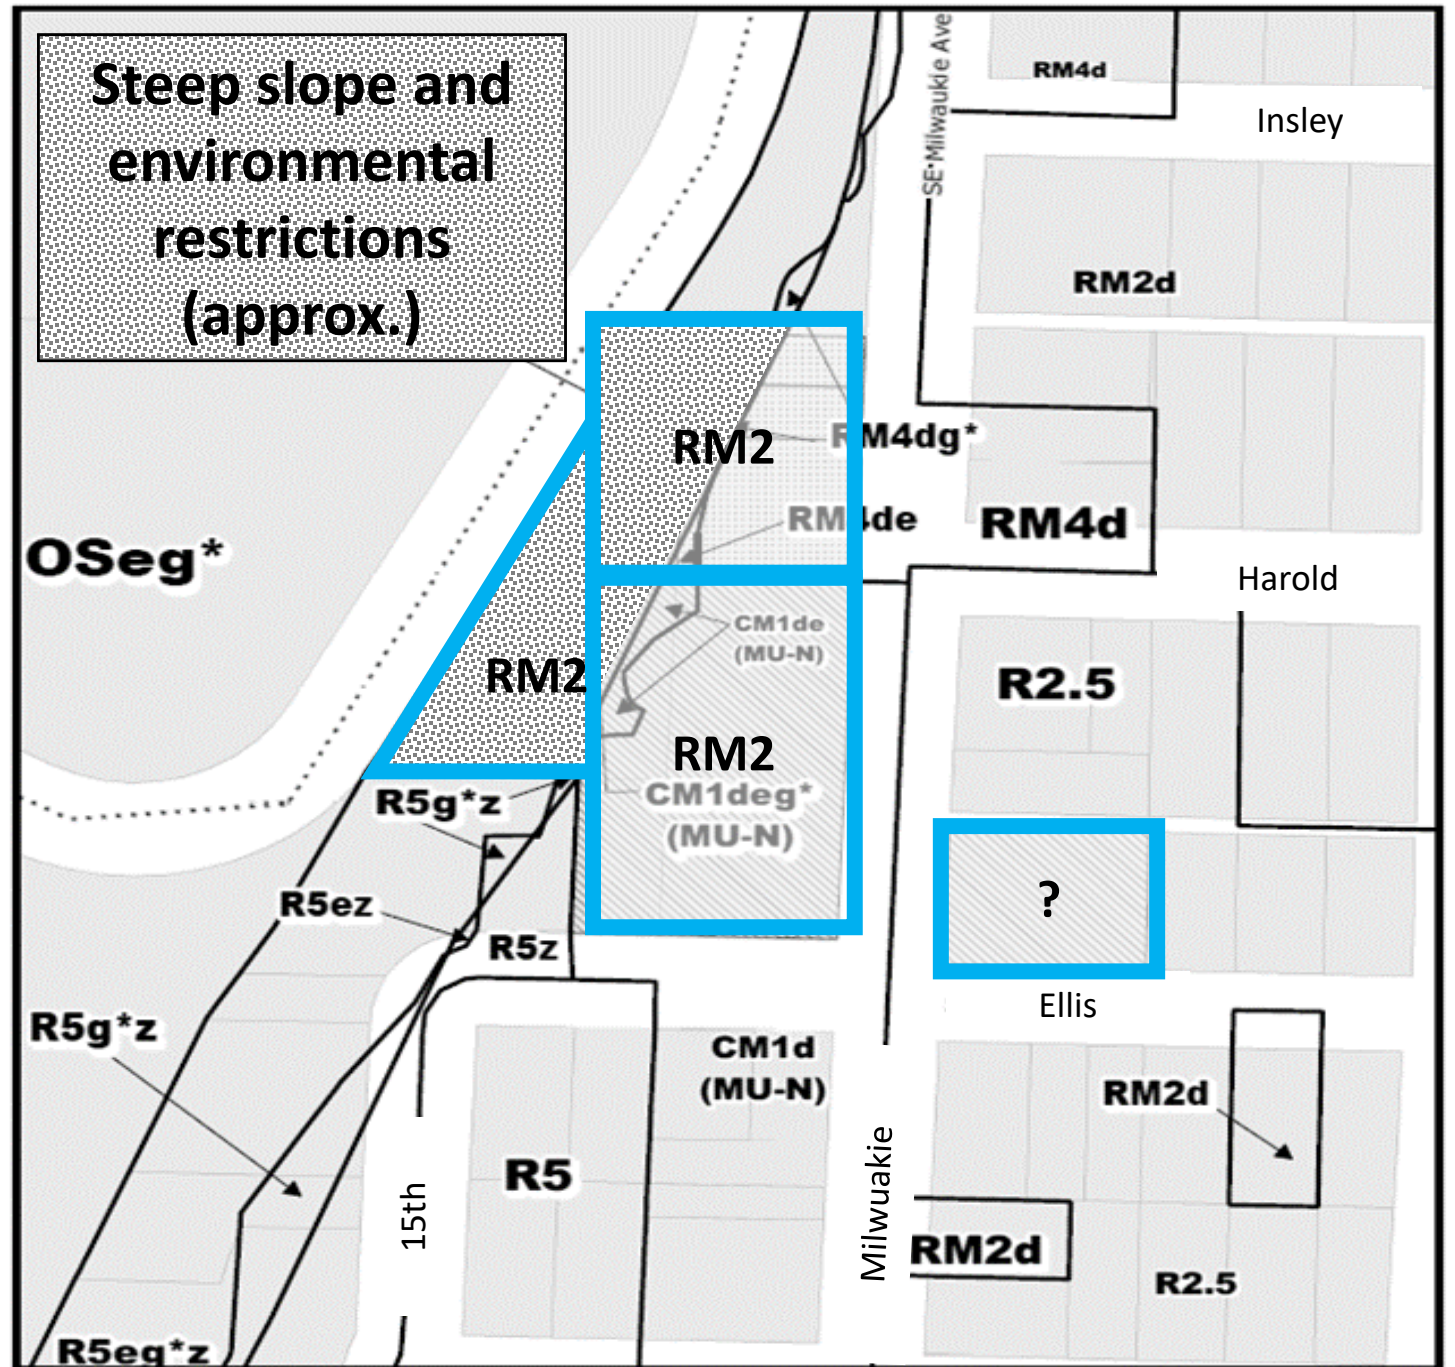 Steep slope and
environmental
restrictions
(approx.)
SE Milwaukie Ave
RM4d
Insley
RM2d
RM2
RM4dg*
RM4de
RM4d
OSeg*
Harold
CM1de
(MU-N)
RM2
R2.5
RM2
CM1deg*
(MU-N)
R5g*z
R5ez
?
R5z
Ellis
R5g*z
CM1d
(MU-N)
RM2d
R5
15th
Milwuakie
RM2d
R2.5
R5eg*z